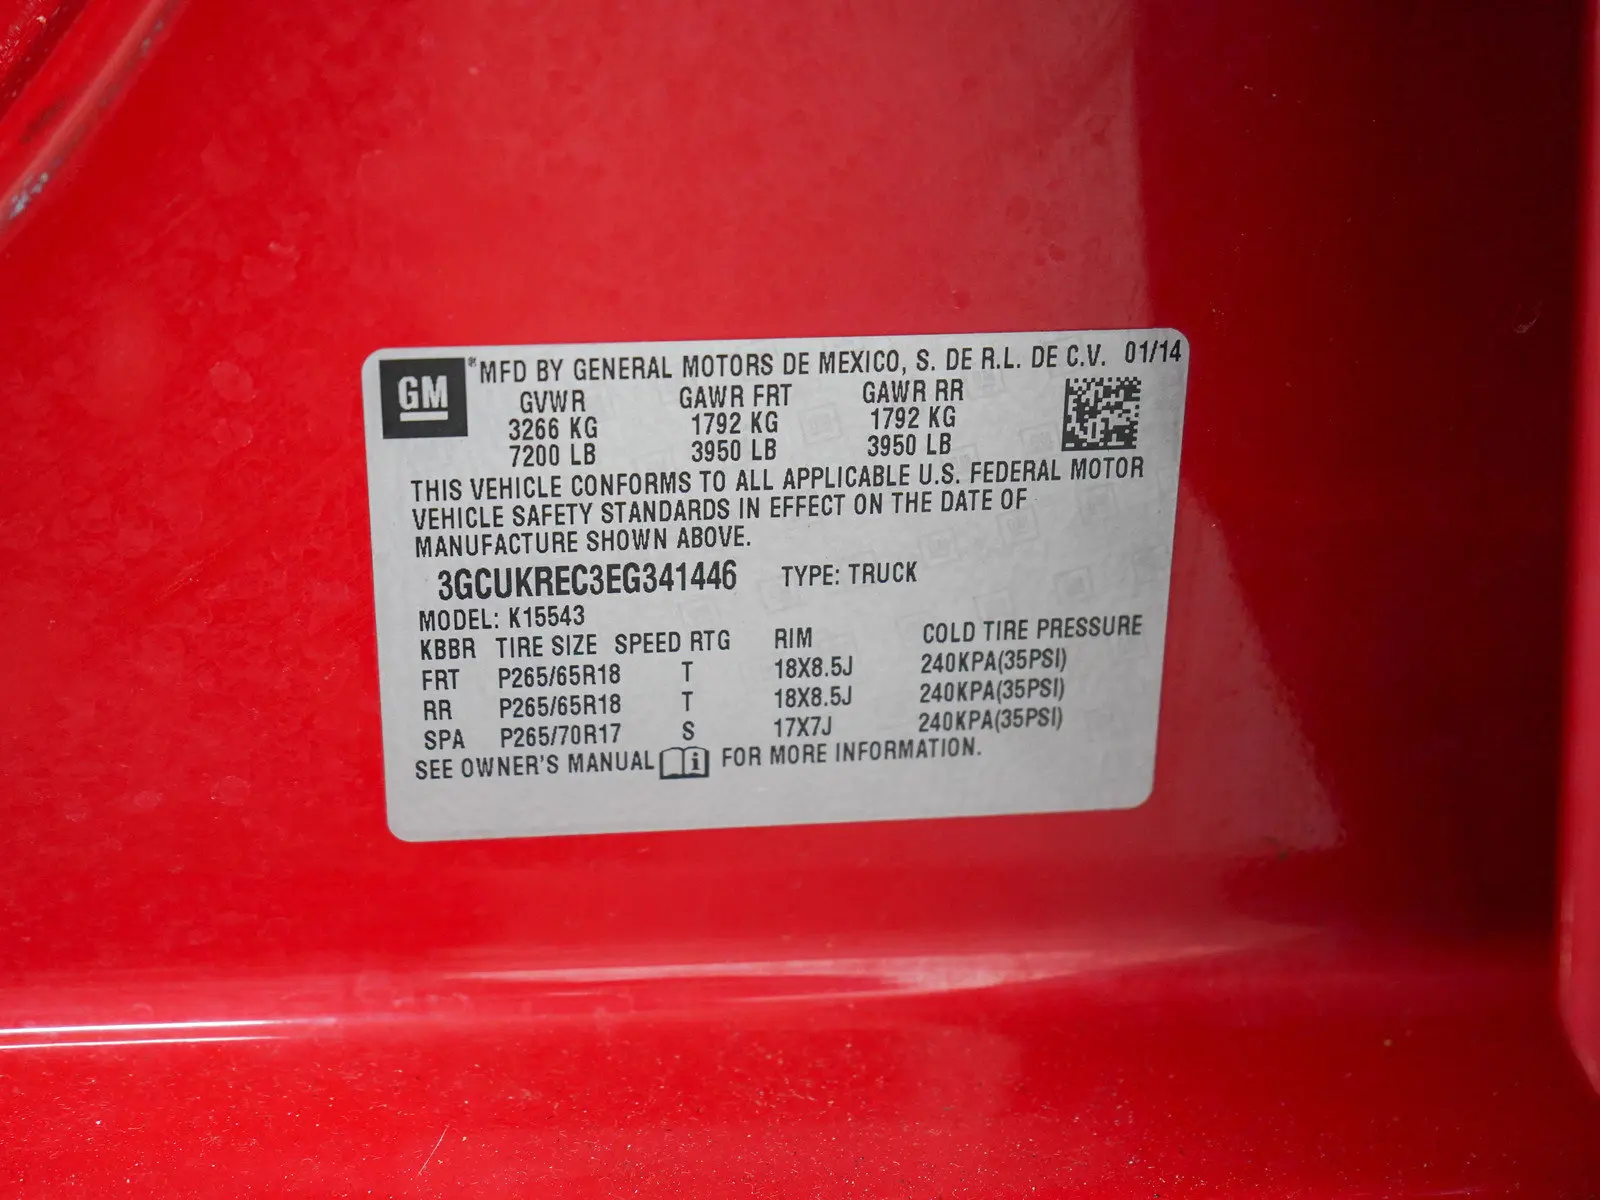 GM
MFD BY GENERAL MOTORS DE MEXICO, S. DE R.L. DE C.V. 01/14
GVWR GAWR FRT GAWR RR
3266 KG 1792 KG 1792 KG
7200 LB 3950 LB 3950 LB
THIS VEHICLE CONFORMS TO ALL APPLICABLE U.S. FEDERAL MOTOR
VEHICLE SAFETY STANDARDS IN EFFECT ON THE DATE OF
MANUFACTURE SHOWN ABOVE.
3GCUKREC3EG341446 TYPE: TRUCK
MODEL: K15543
KBBR TIRE SIZE SPEED RTG RIM COLD TIRE PRESSURE
FRT P265/65R18 T 18X8.5J 240KPA(35PSI)
RR P265/65R18 T 18X8.5J 240KPA(35PSI)
SPA P265/70R17 S 17X7J 240KPA(35PSI)
SEE OWNER'S MANUAL i FOR MORE INFORMATION.